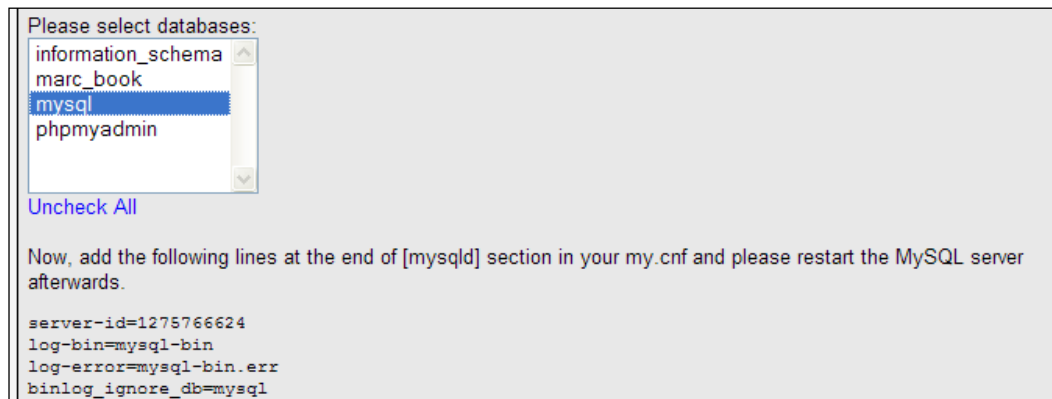 Please select databases:
information_schema
marc_book
mysql
phpmyadmin
Uncheck All
Now, add the following lines at the end of [mysqld] section in your my.cnf and please restart the MySQL server
afterwards.
server-id=1275766624
log-bin=mysql-bin
log-error=mysql-bin.err
binlog_ignore_db=mysql